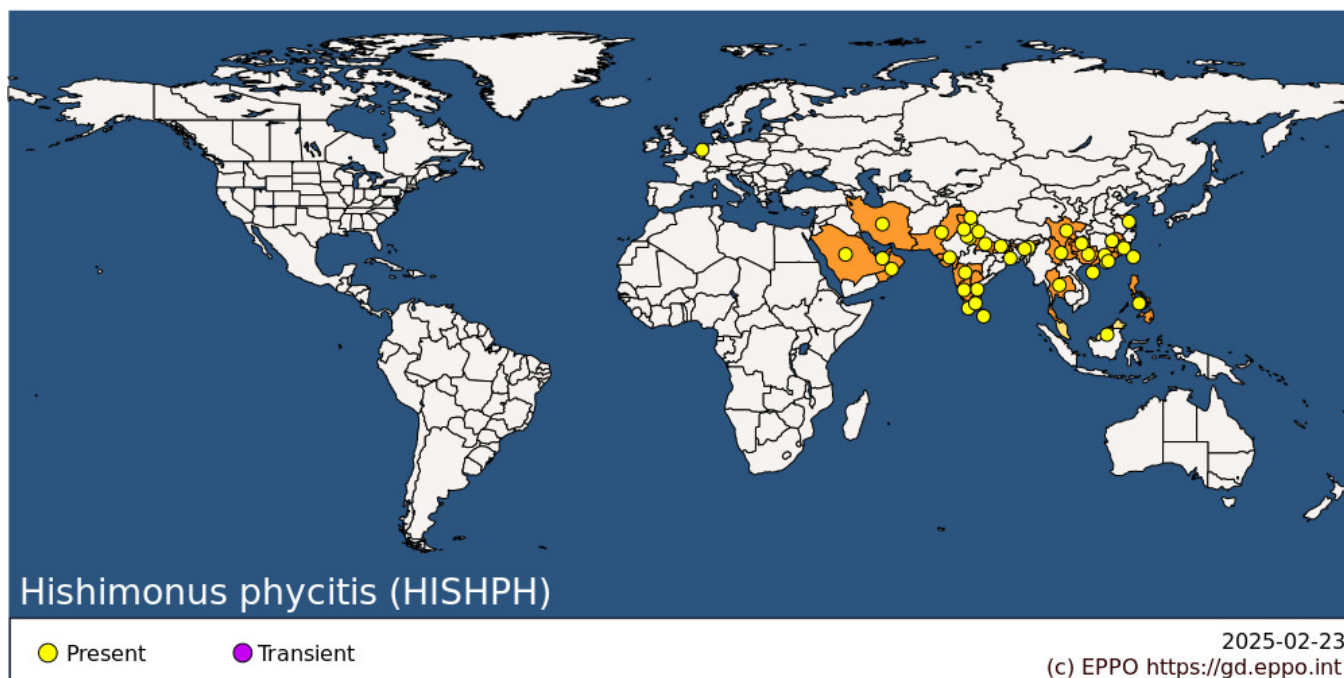 Hishimonus phycitis (HISHPH)
Present
Transient
2025-02-23
(c) EPPO https://gd.eppo.int